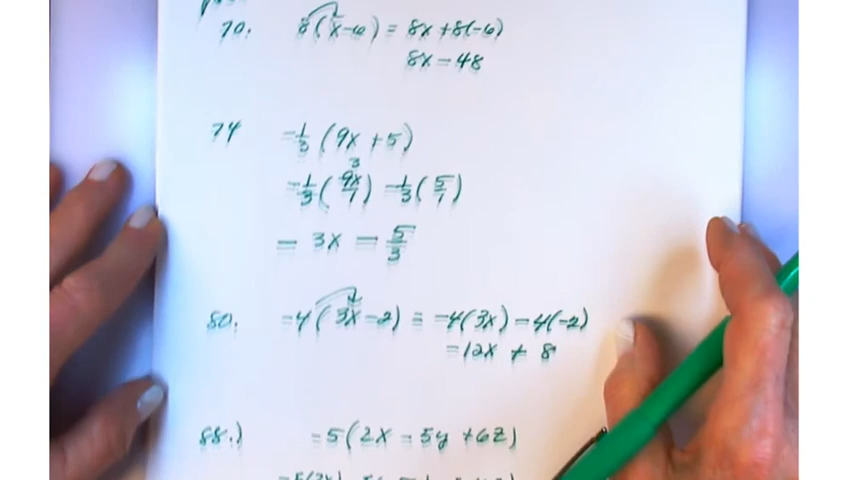 70. 8(x-6) = 8x + 8(-6)
8x - 48
74 -1/3 (9x + 5)
3
-1/3 (9x/1) - 1/3 (5/1)
= 3x - 5/3
80. -4(3x - 2) = -4(3x) - 4(-2)
-12x + 8
88.) -5(2x - 5y + 6z)